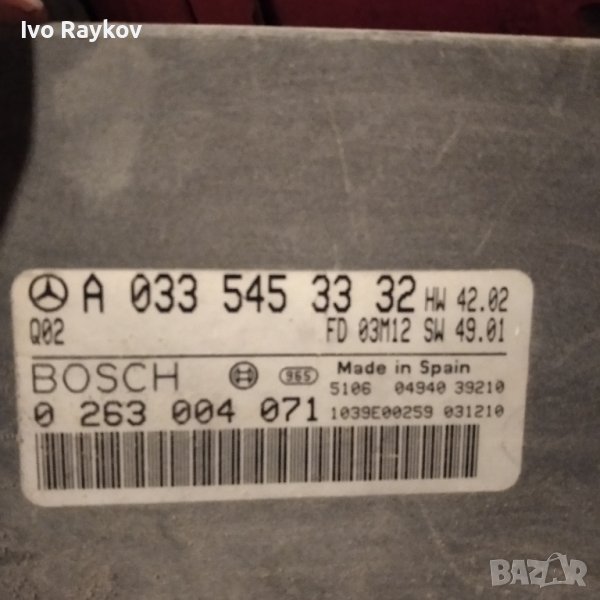 Ivo Raykov
A 033 545 33 32 HW 42.02
Q02 FD 03M12 SW 49.01
BOSCH 965 Made in Spain
5106 04940 39210
0 263 004 071 1039E00259 031210
BAZAR